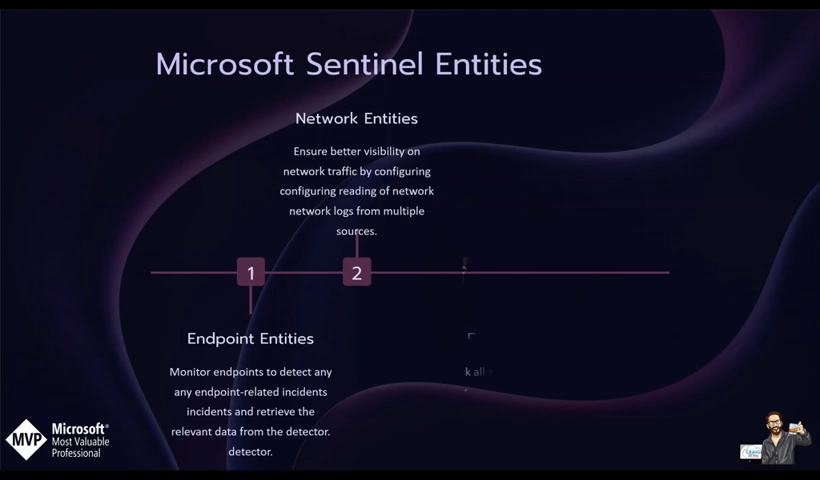 Microsoft Sentinel Entities
Network Entities
Ensure better visibility on
network traffic by configuring
configuring reading of network
network logs from multiple
sources.
1
2
Endpoint Entities
Monitor endpoints to detect any
any endpoint-related incidents
incidents and retrieve the
relevant data from the detector.
detector.
k all
MVP
Microsoft®
Most Valuable
Professional